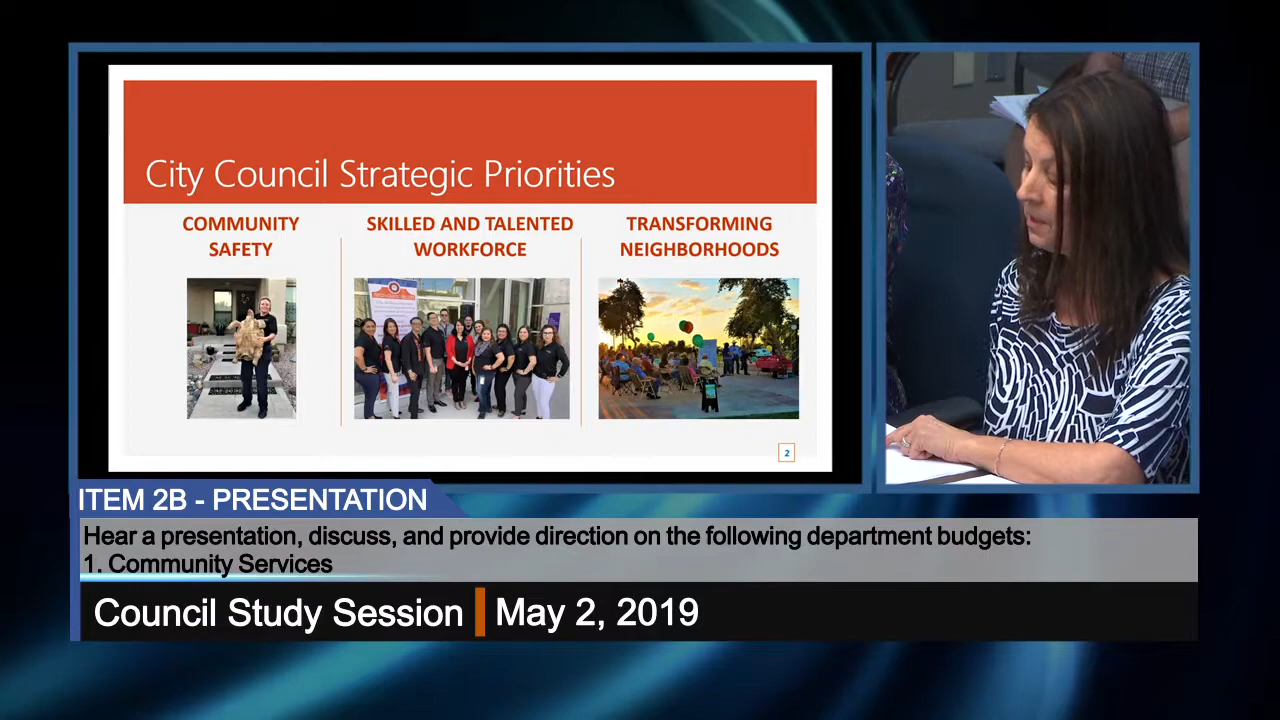 City Council Strategic Priorities
COMMUNITY
SAFETY
SKILLED AND TALENTED
WORKFORCE
TRANSFORMING
NEIGHBORHOODS
2
ITEM 2B - PRESENTATION
Hear a presentation, discuss, and provide direction on the following department budgets:
1. Community Services
Council Study Session
May 2, 2019